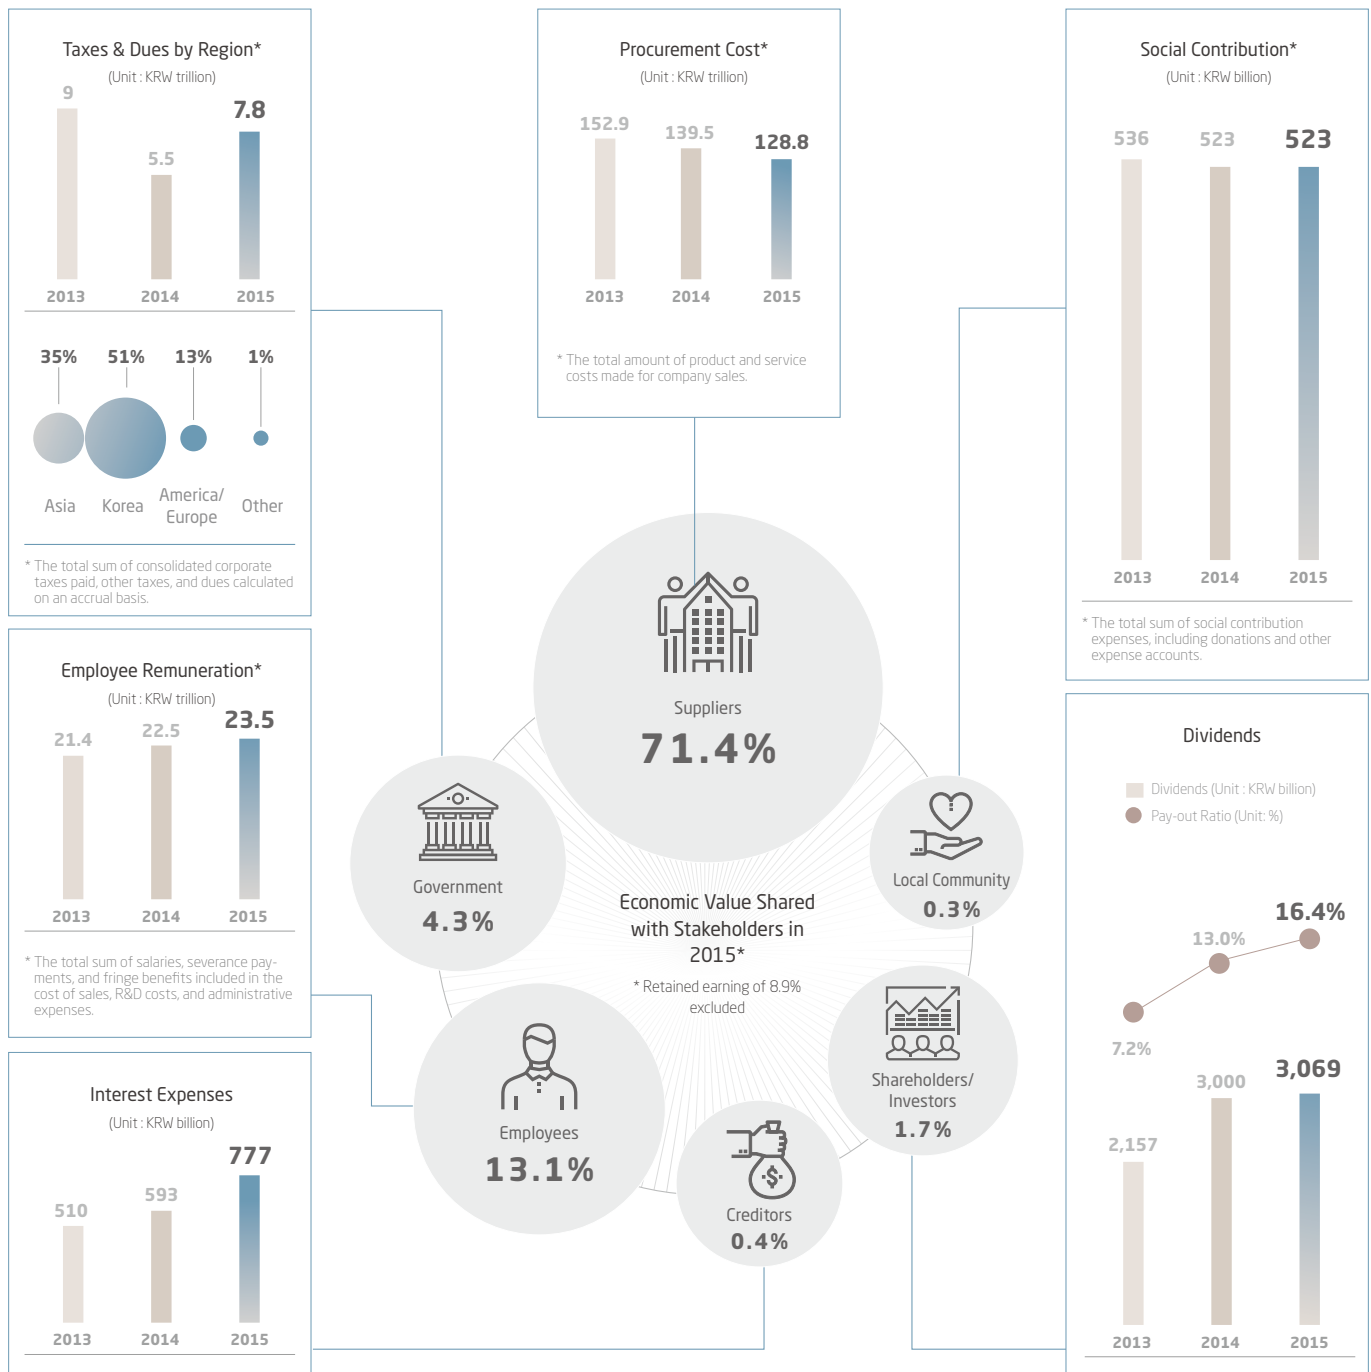 Taxes & Dues by Region*
(Unit : KRW trillion)
9
5.5
7.8
2013
2014
2015
35%
51%
13%
1%
Asia
Korea
America/
Europe
Other
* The total sum of consolidated corporate
taxes paid, other taxes, and dues calculated
on an accrual basis.
Employee Remuneration*
(Unit : KRW trillion)
21.4
22.5
23.5
2013
2014
2015
* The total sum of salaries, severance pay-
ments, and fringe benefits included in the
cost of sales, R&D costs, and administrative
expenses.
Interest Expenses
(Unit : KRW billion)
510
593
777
2013
2014
2015
Procurement Cost*
(Unit : KRW trillion)
152.9
139.5
128.8
2013
2014
2015
* The total amount of product and service
costs made for company sales.
Suppliers
71.4%
Government
4.3%
Local Community
0.3%
Economic Value Shared
with Stakeholders in
2015*
* Retained earning of 8.9%
excluded
Employees
13.1%
Shareholders/
Investors
1.7%
$
Creditors
0.4%
Social Contribution*
(Unit : KRW billion)
536
523
523
2013
2014
2015
* The total sum of social contribution
expenses, including donations and other
expense accounts.
Dividends
Dividends (Unit : KRW billion)
Pay-out Ratio (Unit: %)
7.2%
13.0%
16.4%
2,157
3,000
3,069
2013
2014
2015